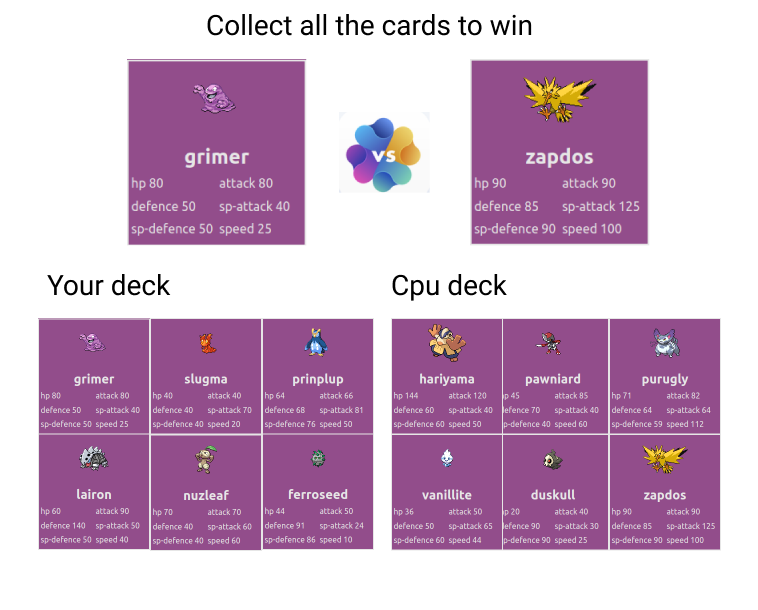 Collect all the cards to win
grimer
hp 80 attack 80
defence 50 sp-attack 40
sp-defence 50 speed 25
vs
zapdos
hp 90 attack 90
defence 85 sp-attack 125
sp-defence 90 speed 100
Your deck
grimer
hp 80 attack 80
defence 50 sp-attack 40
sp-defence 50 speed 25
slugma
hp 40 attack 40
defence 40 sp-attack 70
sp-defence 40 speed 20
prinplup
hp 64 attack 66
defence 68 sp-attack 81
sp-defence 76 speed 50
lairon
hp 60 attack 90
defence 140 sp-attack 50
sp-defence 50 speed 40
nuzleaf
hp 70 attack 70
defence 40 sp-attack 60
sp-defence 40 speed 60
ferroseed
hp 44 attack 50
defence 91 sp-attack 24
sp-defence 86 speed 10
Cpu deck
hariyama
hp 144 attack 120
defence 60 sp-attack 40
sp-defence 60 speed 50
pawniard
hp 45 attack 85
defence 70 sp-attack 40
p-defence 40 speed 60
purugly
hp 71 attack 82
defence 64 sp-attack 64
sp-defence 59 speed 112
vanillite
hp 36 attack 50
defence 50 sp-attack 65
sp-defence 60 speed 44
duskull
p 20 attack 40
defence 90 sp-attack 30
p-defence 90 speed 25
zapdos
hp 90 attack 90
defence 85 sp-attack 125
sp-defence 90 speed 100